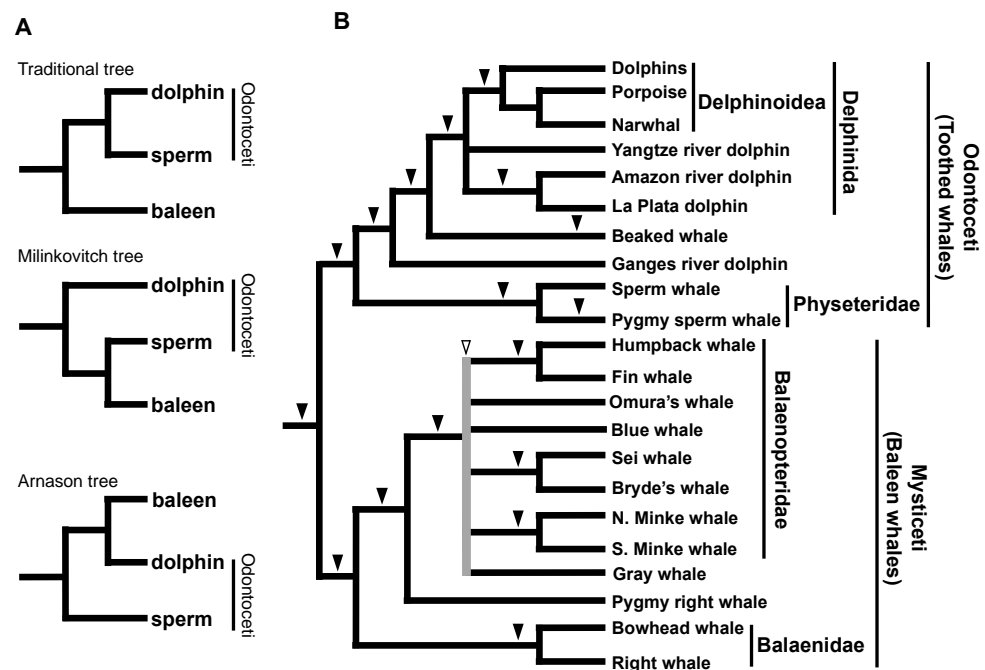 A
Traditional tree
dolphin
sperm
baleen
Odontoceti
Milinkovitch tree
dolphin
sperm
baleen
Odontoceti
Arnason tree
baleen
dolphin
sperm
Odontoceti
B
Dolphins
Porpoise
Narwhal
Yangtze river dolphin
Amazon river dolphin
La Plata dolphin
Beaked whale
Ganges river dolphin
Sperm whale
Pygmy sperm whale
Humpback whale
Fin whale
Omura's whale
Blue whale
Sei whale
Bryde's whale
N. Minke whale
S. Minke whale
Gray whale
Pygmy right whale
Bowhead whale
Right whale
Delphinoidea
Delphinida
Physeteridae
Odontoceti
(Toothed whales)
Balaenopteridae
Balaenidae
Mysticeti
(Baleen whales)